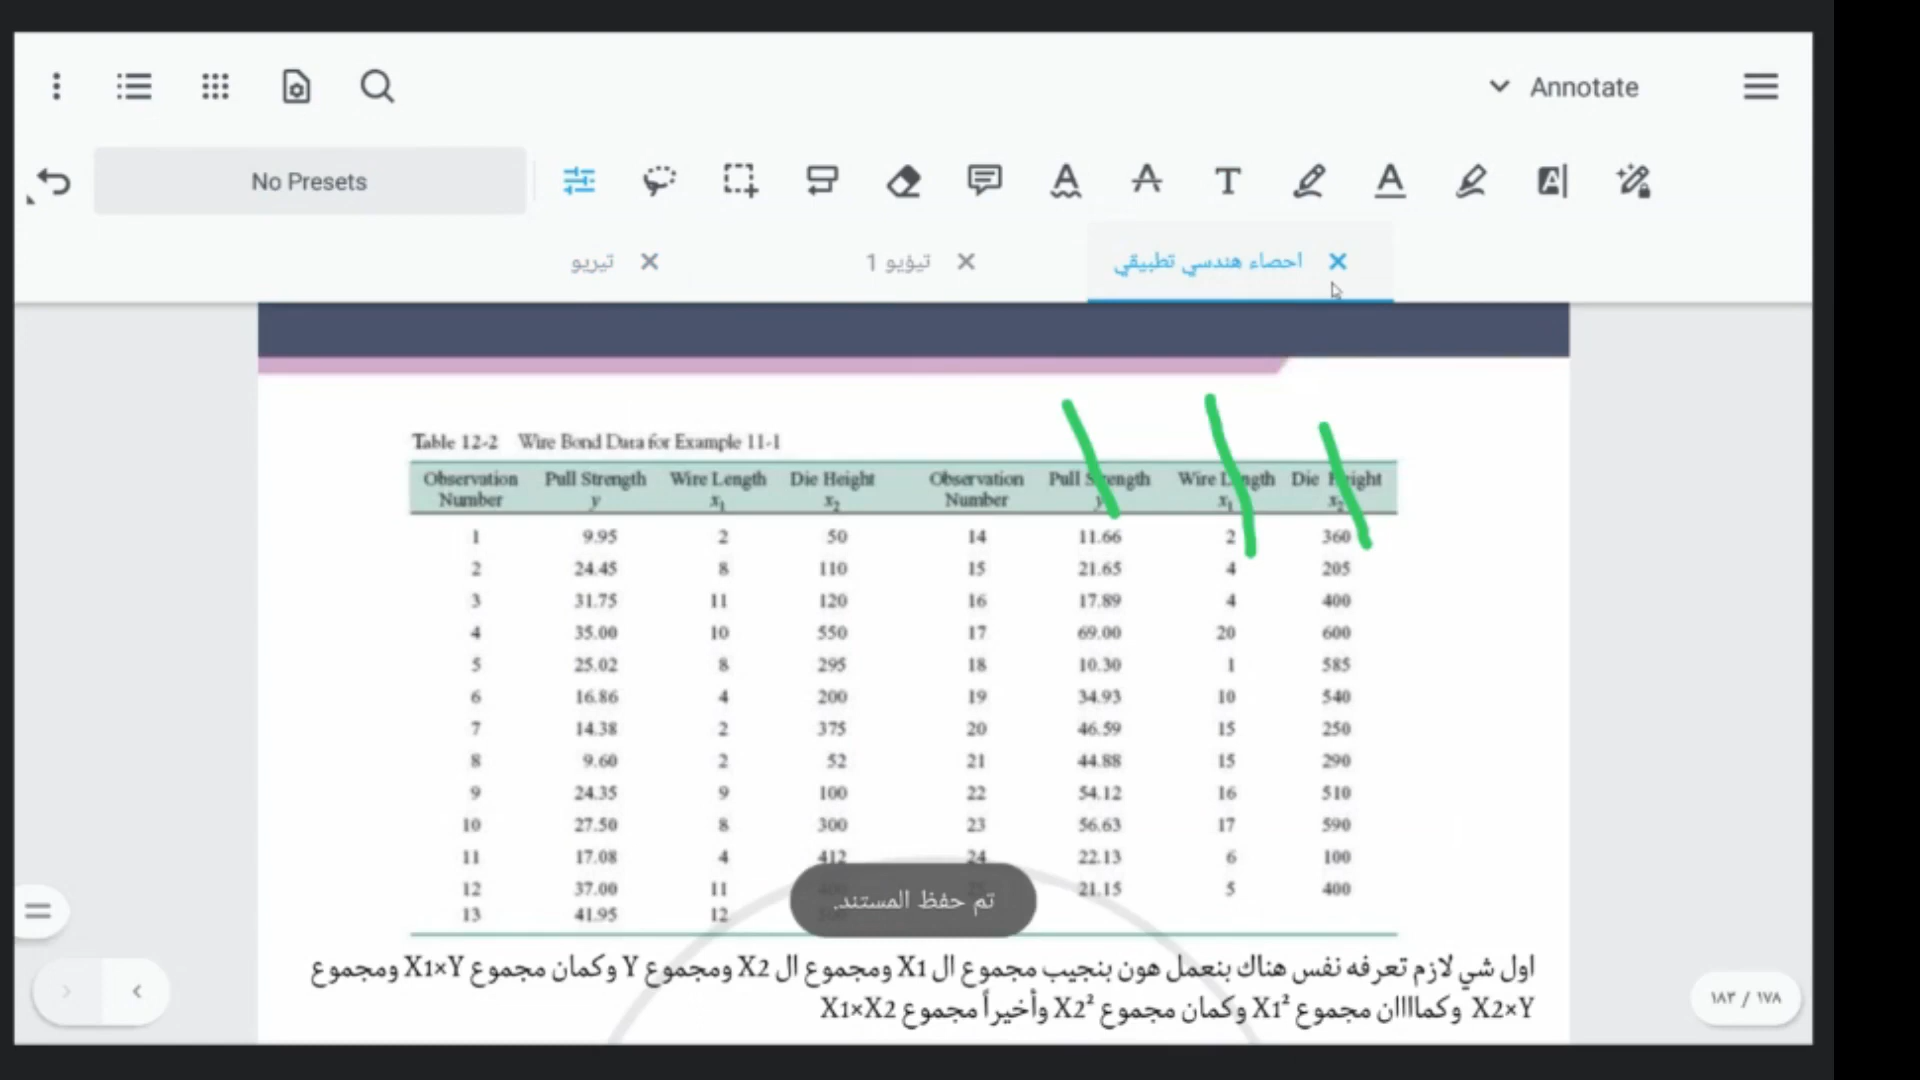 Annotate
No Presets
تيريو
تيؤيو 1
احصاء هندسي تطبيقي
Table 12-2 Wire Bond Data for Example 11-1
Observation Number Pull Strength y Wire Length x₁ Die Height x₂ Observation Number Pull Strength y Wire Length x₁ Die Height x₂
1 9.95 2 50 14 11.66 2 360
2 24.45 8 110 15 21.65 4 205
3 31.75 11 120 16 17.89 4 400
4 35.00 10 550 17 69.00 20 600
5 25.02 8 295 18 10.30 1 585
6 16.86 4 200 19 34.93 10 540
7 14.38 2 375 20 46.59 15 250
8 9.60 2 52 21 44.88 15 290
9 24.35 9 100 22 54.12 16 510
10 27.50 8 300 23 56.63 17 590
11 17.08 4 412 24 22.13 6 100
12 37.00 11 21.15 5 400
13 41.95 12
تم حفظ المستند.
اول شي لازم تعرفه نفس هناك بنعمل هون بنجيب مجموع ال X1 ومجموع ال X2 ومجموع Y وكمان مجموع X1×Y ومجموع
X2×Y وكماااان مجموع X1² وكمان مجموع X2² وأخيراً مجموع X1×X2
١٨٣ / ١٧٨